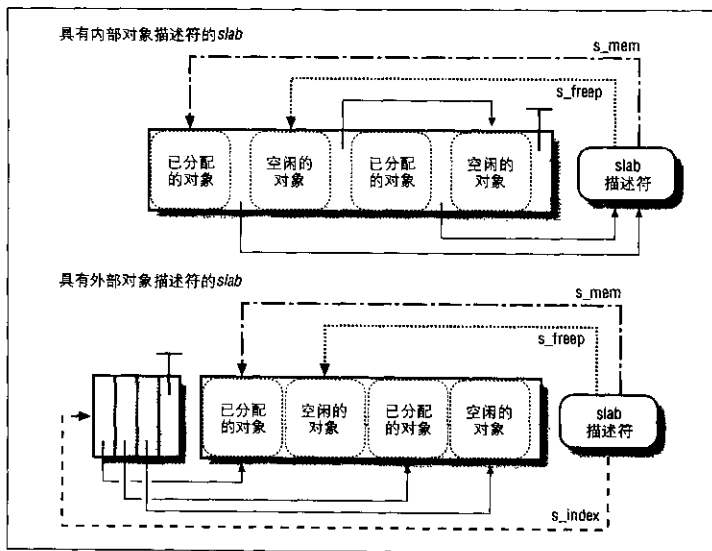 具有内部对象描述符的slab
s_mem
s_freep
已分配
的对象
空闲的
对象
已分配
的对象
空闲的
对象
slab
描述符
具有外部对象描述符的slab
s_mem
s_freep
已分配
的对象
空闲的
对象
已分配
的对象
空闲的
对象
slab
描述符
s_index